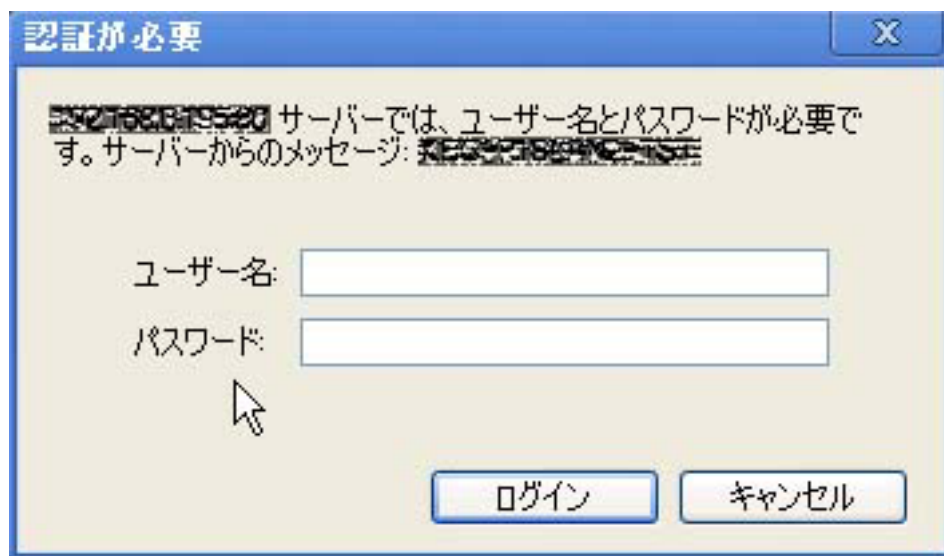 認証が必要
サーバーでは、ユーザー名とパスワードが必要で
す。サーバーからのメッセージ:
ユーザー名:
パスワード:
ログイン
キャンセル